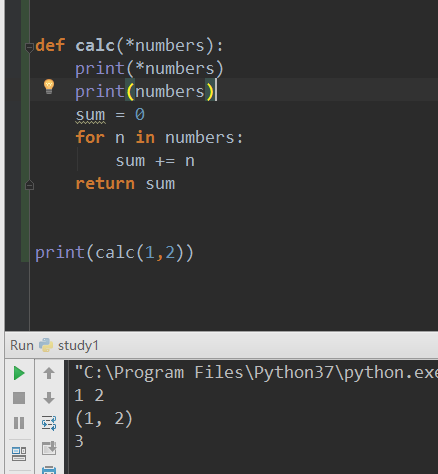 def calc(*numbers):
    print(*numbers)
    print(numbers)
    sum = 0
    for n in numbers:
        sum += n
    return sum
print(calc(1,2))
Run study1
"C:\Program Files\Python37\python.exe
1 2
(1, 2)
3